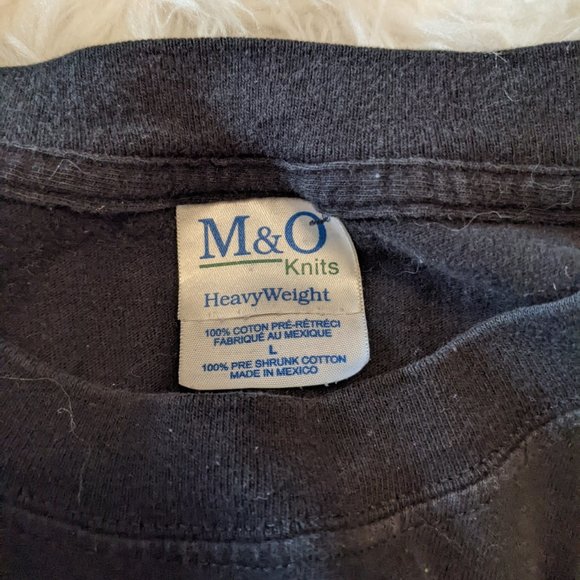 M&O
Knits
HeavyWeight
100% COTON PRÉ-RÉTRÉCI
FABRIQUÉ AU MEXIQUE
L
100% PRE SHRUNK COTTON
MADE IN MEXICO